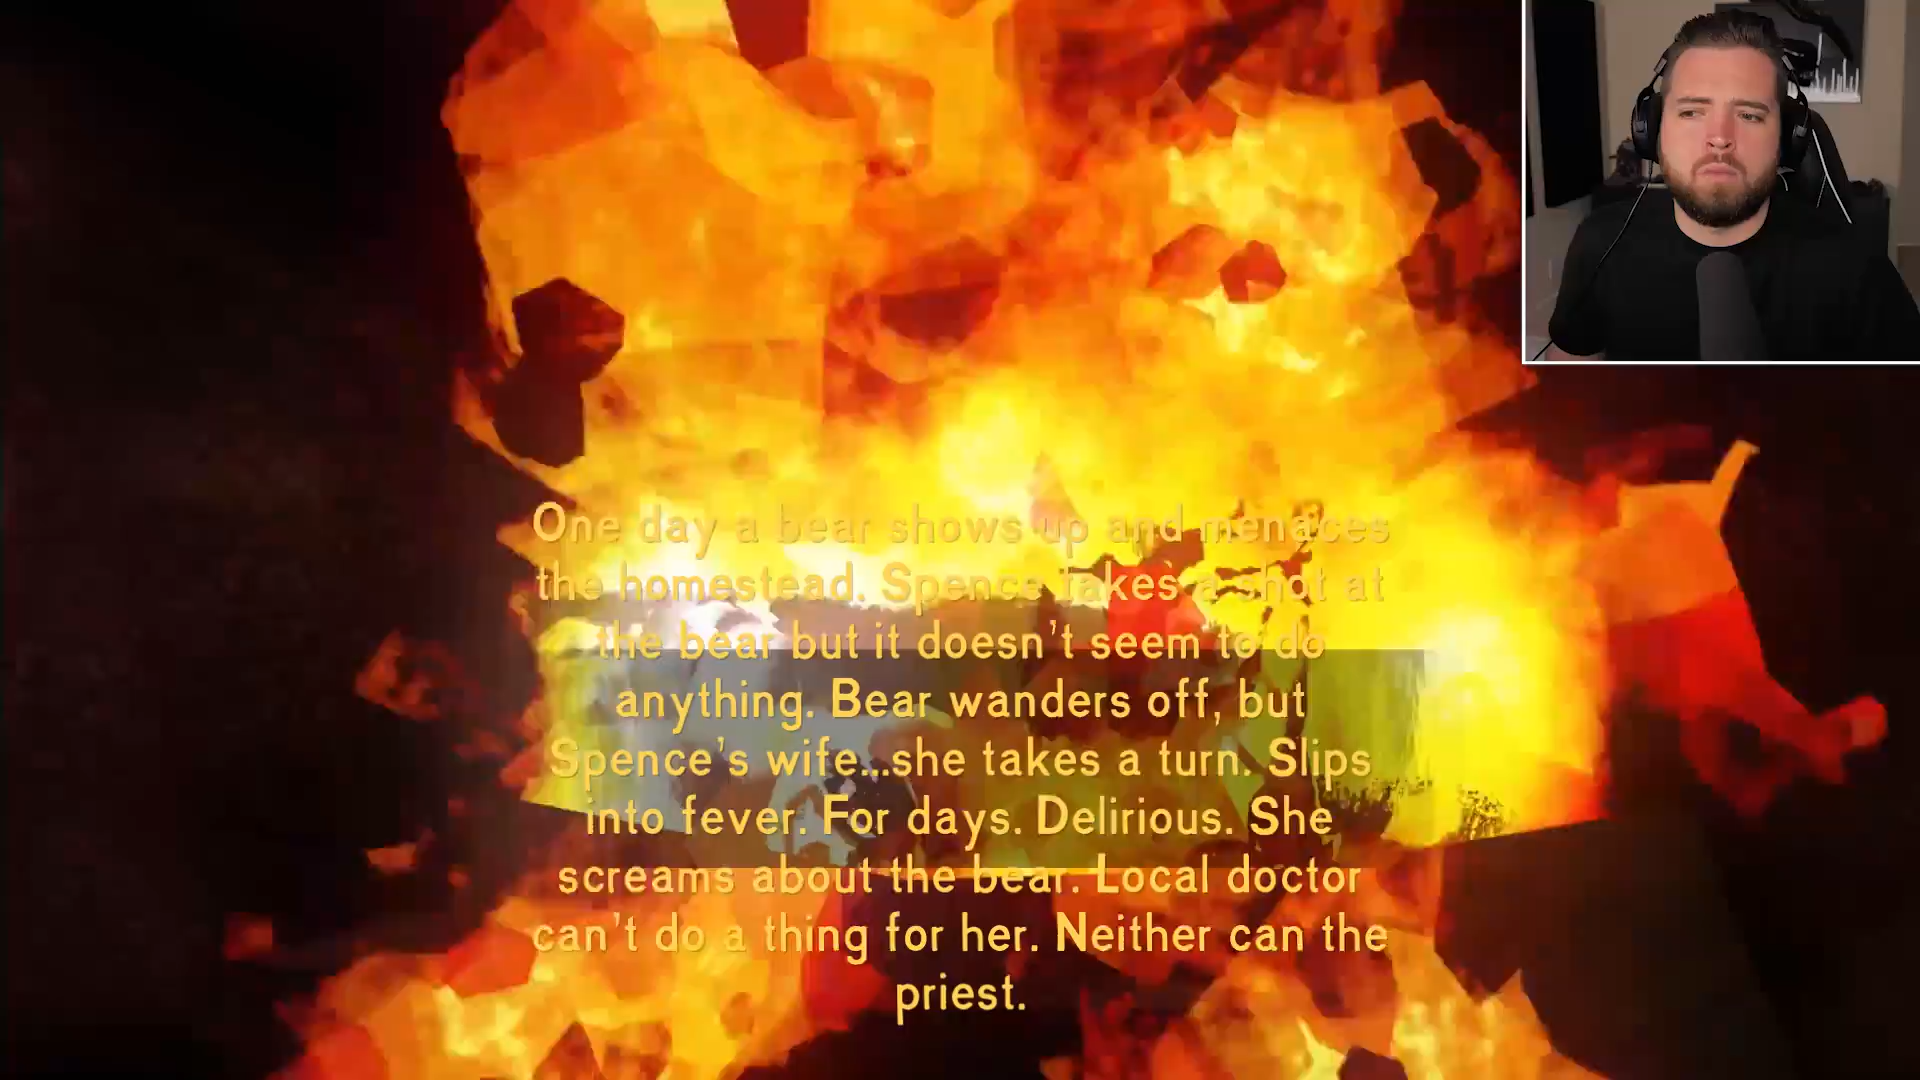 One day a bear shows up and menaces
the homestead. Spence takes a shot at
the bear but it doesn't seem to do
anything. Bear wanders off, but
Spence's wife...she takes a turn. Slips
into fever. For days. Delirious. She
screams about the bear. Local doctor
can't do a thing for her. Neither can the
priest.